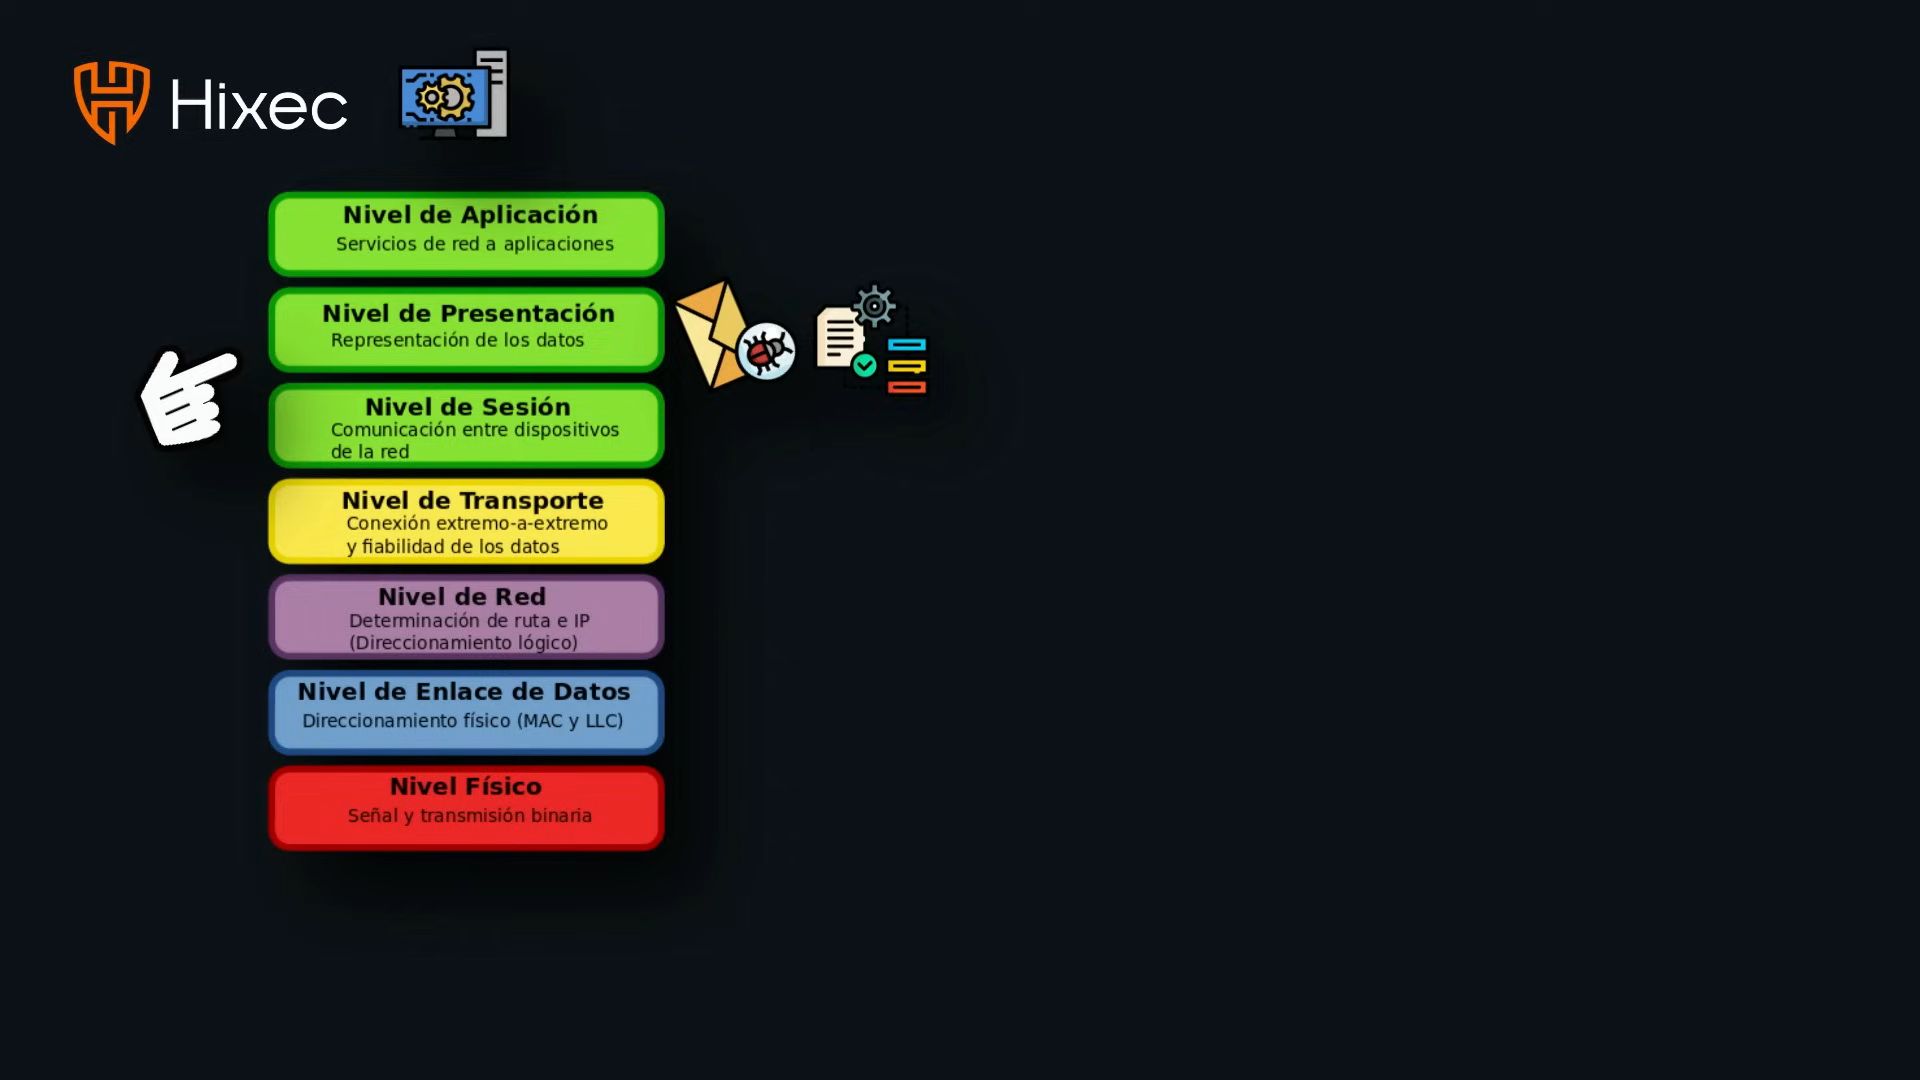 Hixec
Nivel de Aplicación
Servicios de red a aplicaciones
Nivel de Presentación
Representación de los datos
Nivel de Sesión
Comunicación entre dispositivos
de la red
Nivel de Transporte
Conexión extremo-a-extremo
y fiabilidad de los datos
Nivel de Red
Determinación de ruta e IP
(Direccionamiento lógico)
Nivel de Enlace de Datos
Direccionamiento físico (MAC y LLC)
Nivel Físico
Señal y transmisión binaria